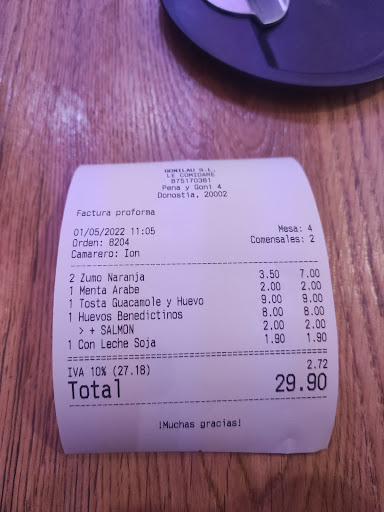 GONILAU S.L.
LE COMIDARE
B75170381
Pena y Goni 4
Donostia, 20002
Factura proforma
01/05/2022 11:05 Mesa: 4
Orden: 8204 Comensales: 2
Camarero: Ion
2 Zumo Naranja 3.50 7.00
1 Menta Arabe 2.00 2.00
1 Tosta Guacamole y Huevo 9.00 9.00
1 Huevos Benedictinos 8.00 8.00
> + SALMON 2.00 2.00
1 Con Leche Soja 1.90 1.90
IVA 10% (27.18) 2.72
Total 29.90
¡Muchas gracias!